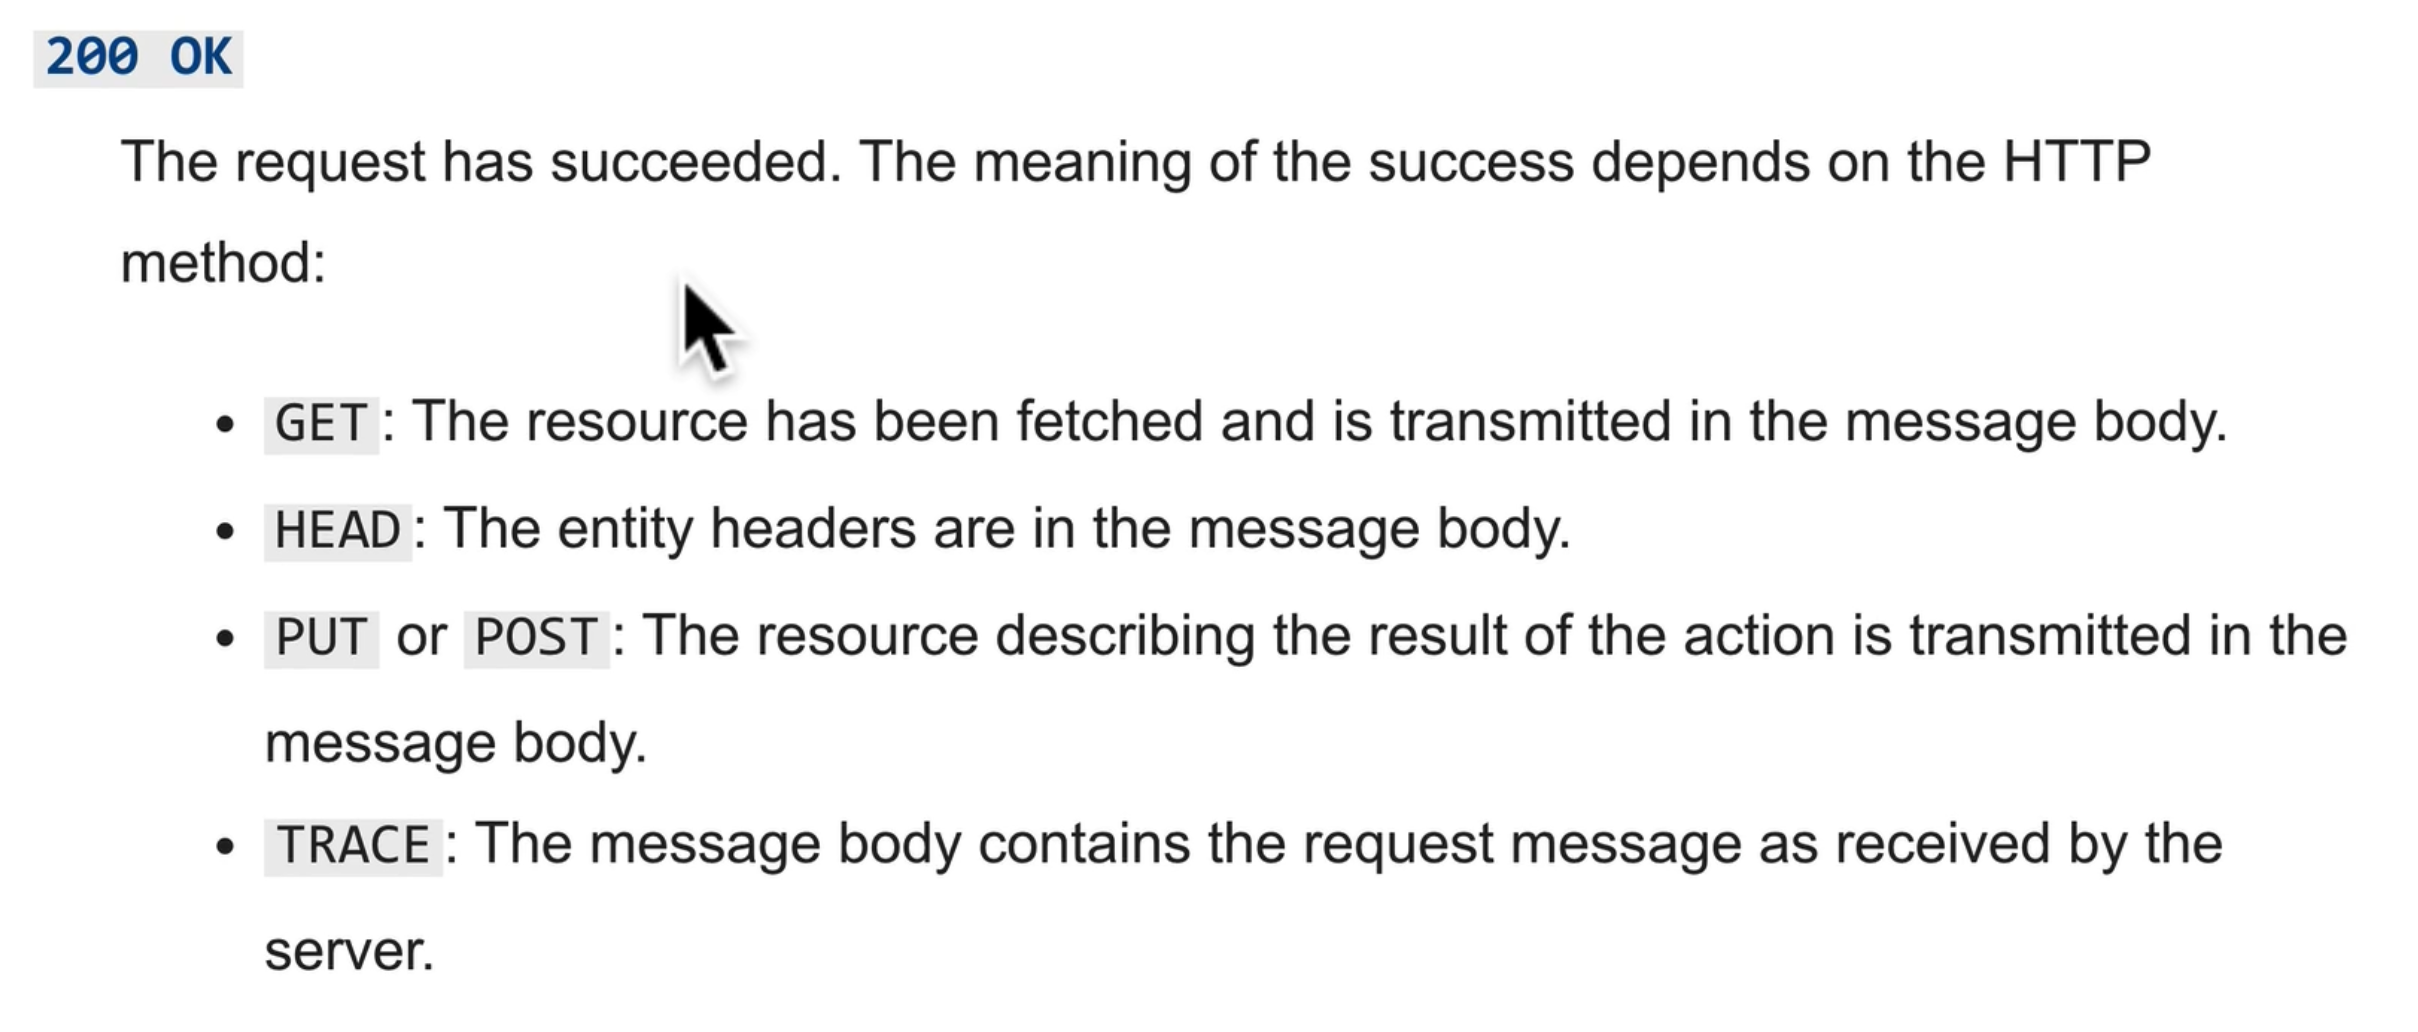 200 OK
The request has succeeded. The meaning of the success depends on the HTTP
method:
• GET: The resource has been fetched and is transmitted in the message body.
• HEAD: The entity headers are in the message body.
• PUT or POST: The resource describing the result of the action is transmitted in the
message body.
• TRACE: The message body contains the request message as received by the
server.